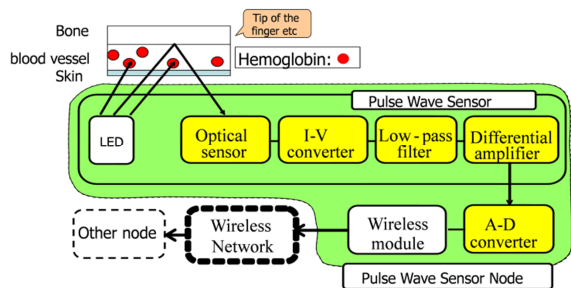 Tip of the
finger etc
Bone
blood vessel
Skin
Hemoglobin:
Pulse Wave Sensor
LED
Optical
sensor
I-V
converter
Low-pass
filter
Differential
amplifier
Other node
Wireless
Network
Wireless
module
A-D
converter
Pulse Wave Sensor Node